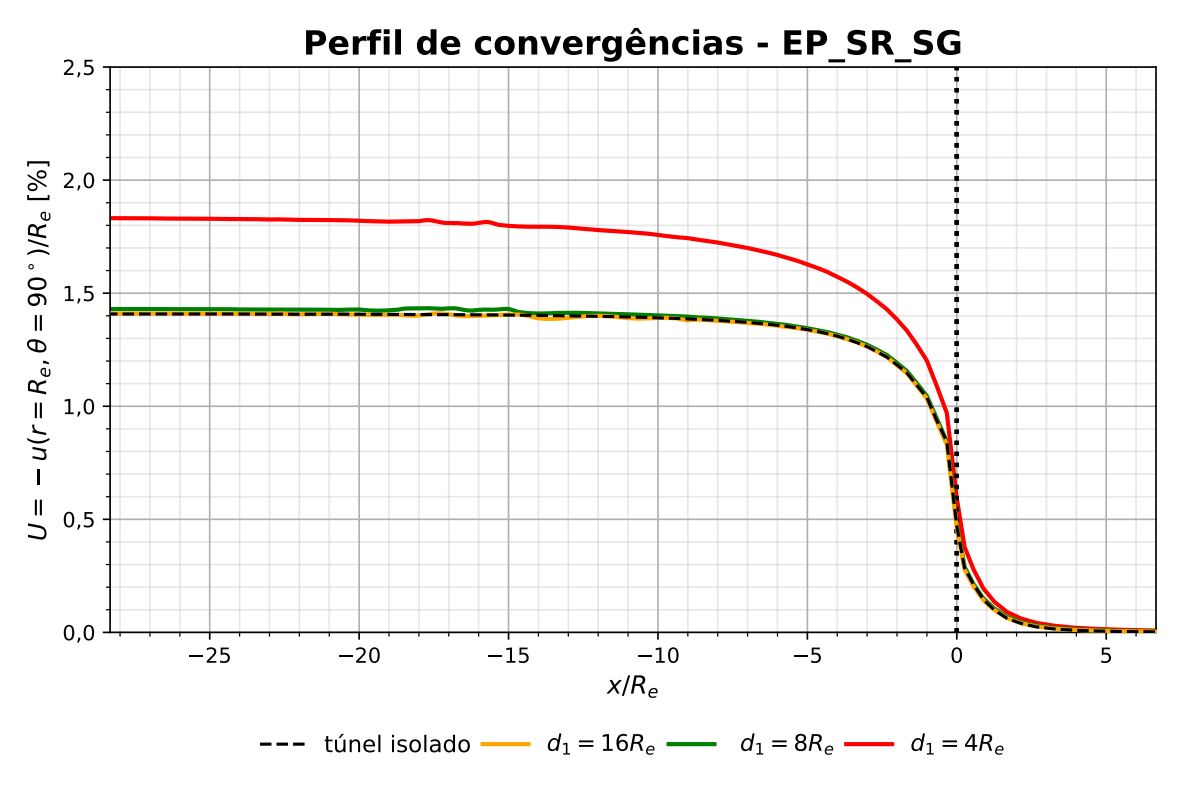 Perfil de convergências - EP_SR_SG
U = − u(r = Rₑ, θ = 90°)/Rₑ [%]
2,5
2,0
1,5
1,0
0,5
0,0
−25 −20 −15 −10 −5 0 5
x/Rₑ
túnel isolado d₁ = 16Rₑ d₁ = 8Rₑ d₁ = 4Rₑ